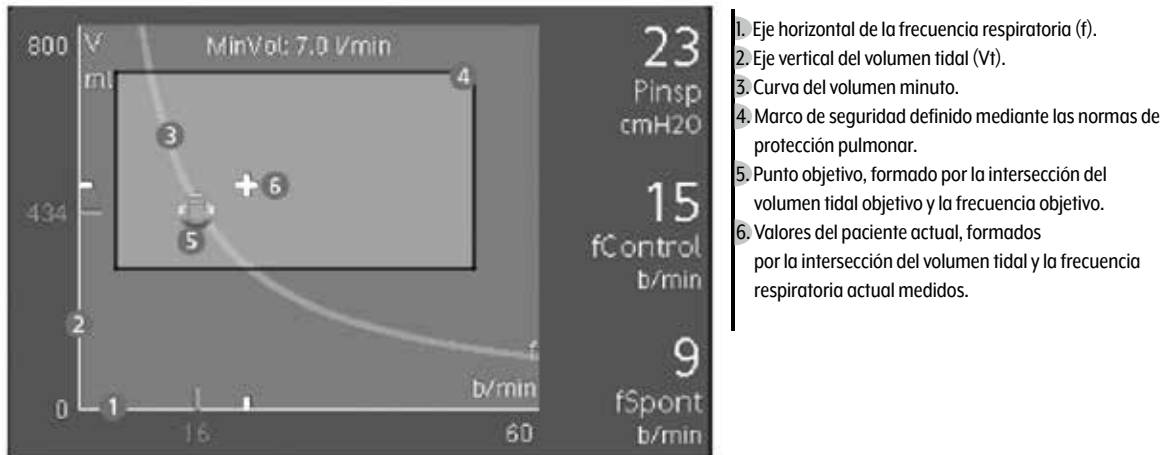 800
V
ml
MinVol: 7.0 l/min
4
3
6
434
5
2
f
b/min
0
1
16
60
23
Pinsp
cmH2O
15
fControl
b/min
9
fSpont
b/min
1. Eje horizontal de la frecuencia respiratoria (f).
2. Eje vertical del volumen tidal (Vt).
3. Curva del volumen minuto.
4. Marco de seguridad definido mediante las normas de
protección pulmonar.
5. Punto objetivo, formado por la intersección del
volumen tidal objetivo y la frecuencia objetivo.
6. Valores del paciente actual, formados
por la intersección del volumen tidal y la frecuencia
respiratoria actual medidos.